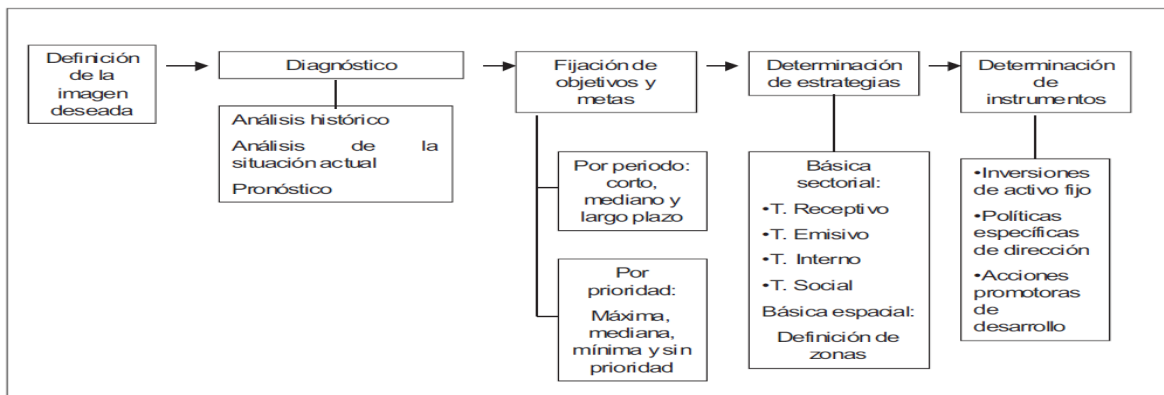 Definición
de la
imagen
deseada
Diagnóstico
Análisis histórico
Análisis de la
situación actual
Pronóstico
Fijación de
objetivos y
metas
Por periodo:
corto,
mediano y
largo plazo
Por
prioridad:
Máxima,
mediana,
mínima y sin
prioridad
Determinación
de estrategias
Básica
sectorial:
•T. Receptivo
•T. Emisivo
•T. Interno
•T. Social
Básica espacial:
Definición de
zonas
Determinación
de
instrumentos
•Inversiones
de activo fijo
•Políticas
específicas
de dirección
•Acciones
promotoras
de
desarrollo